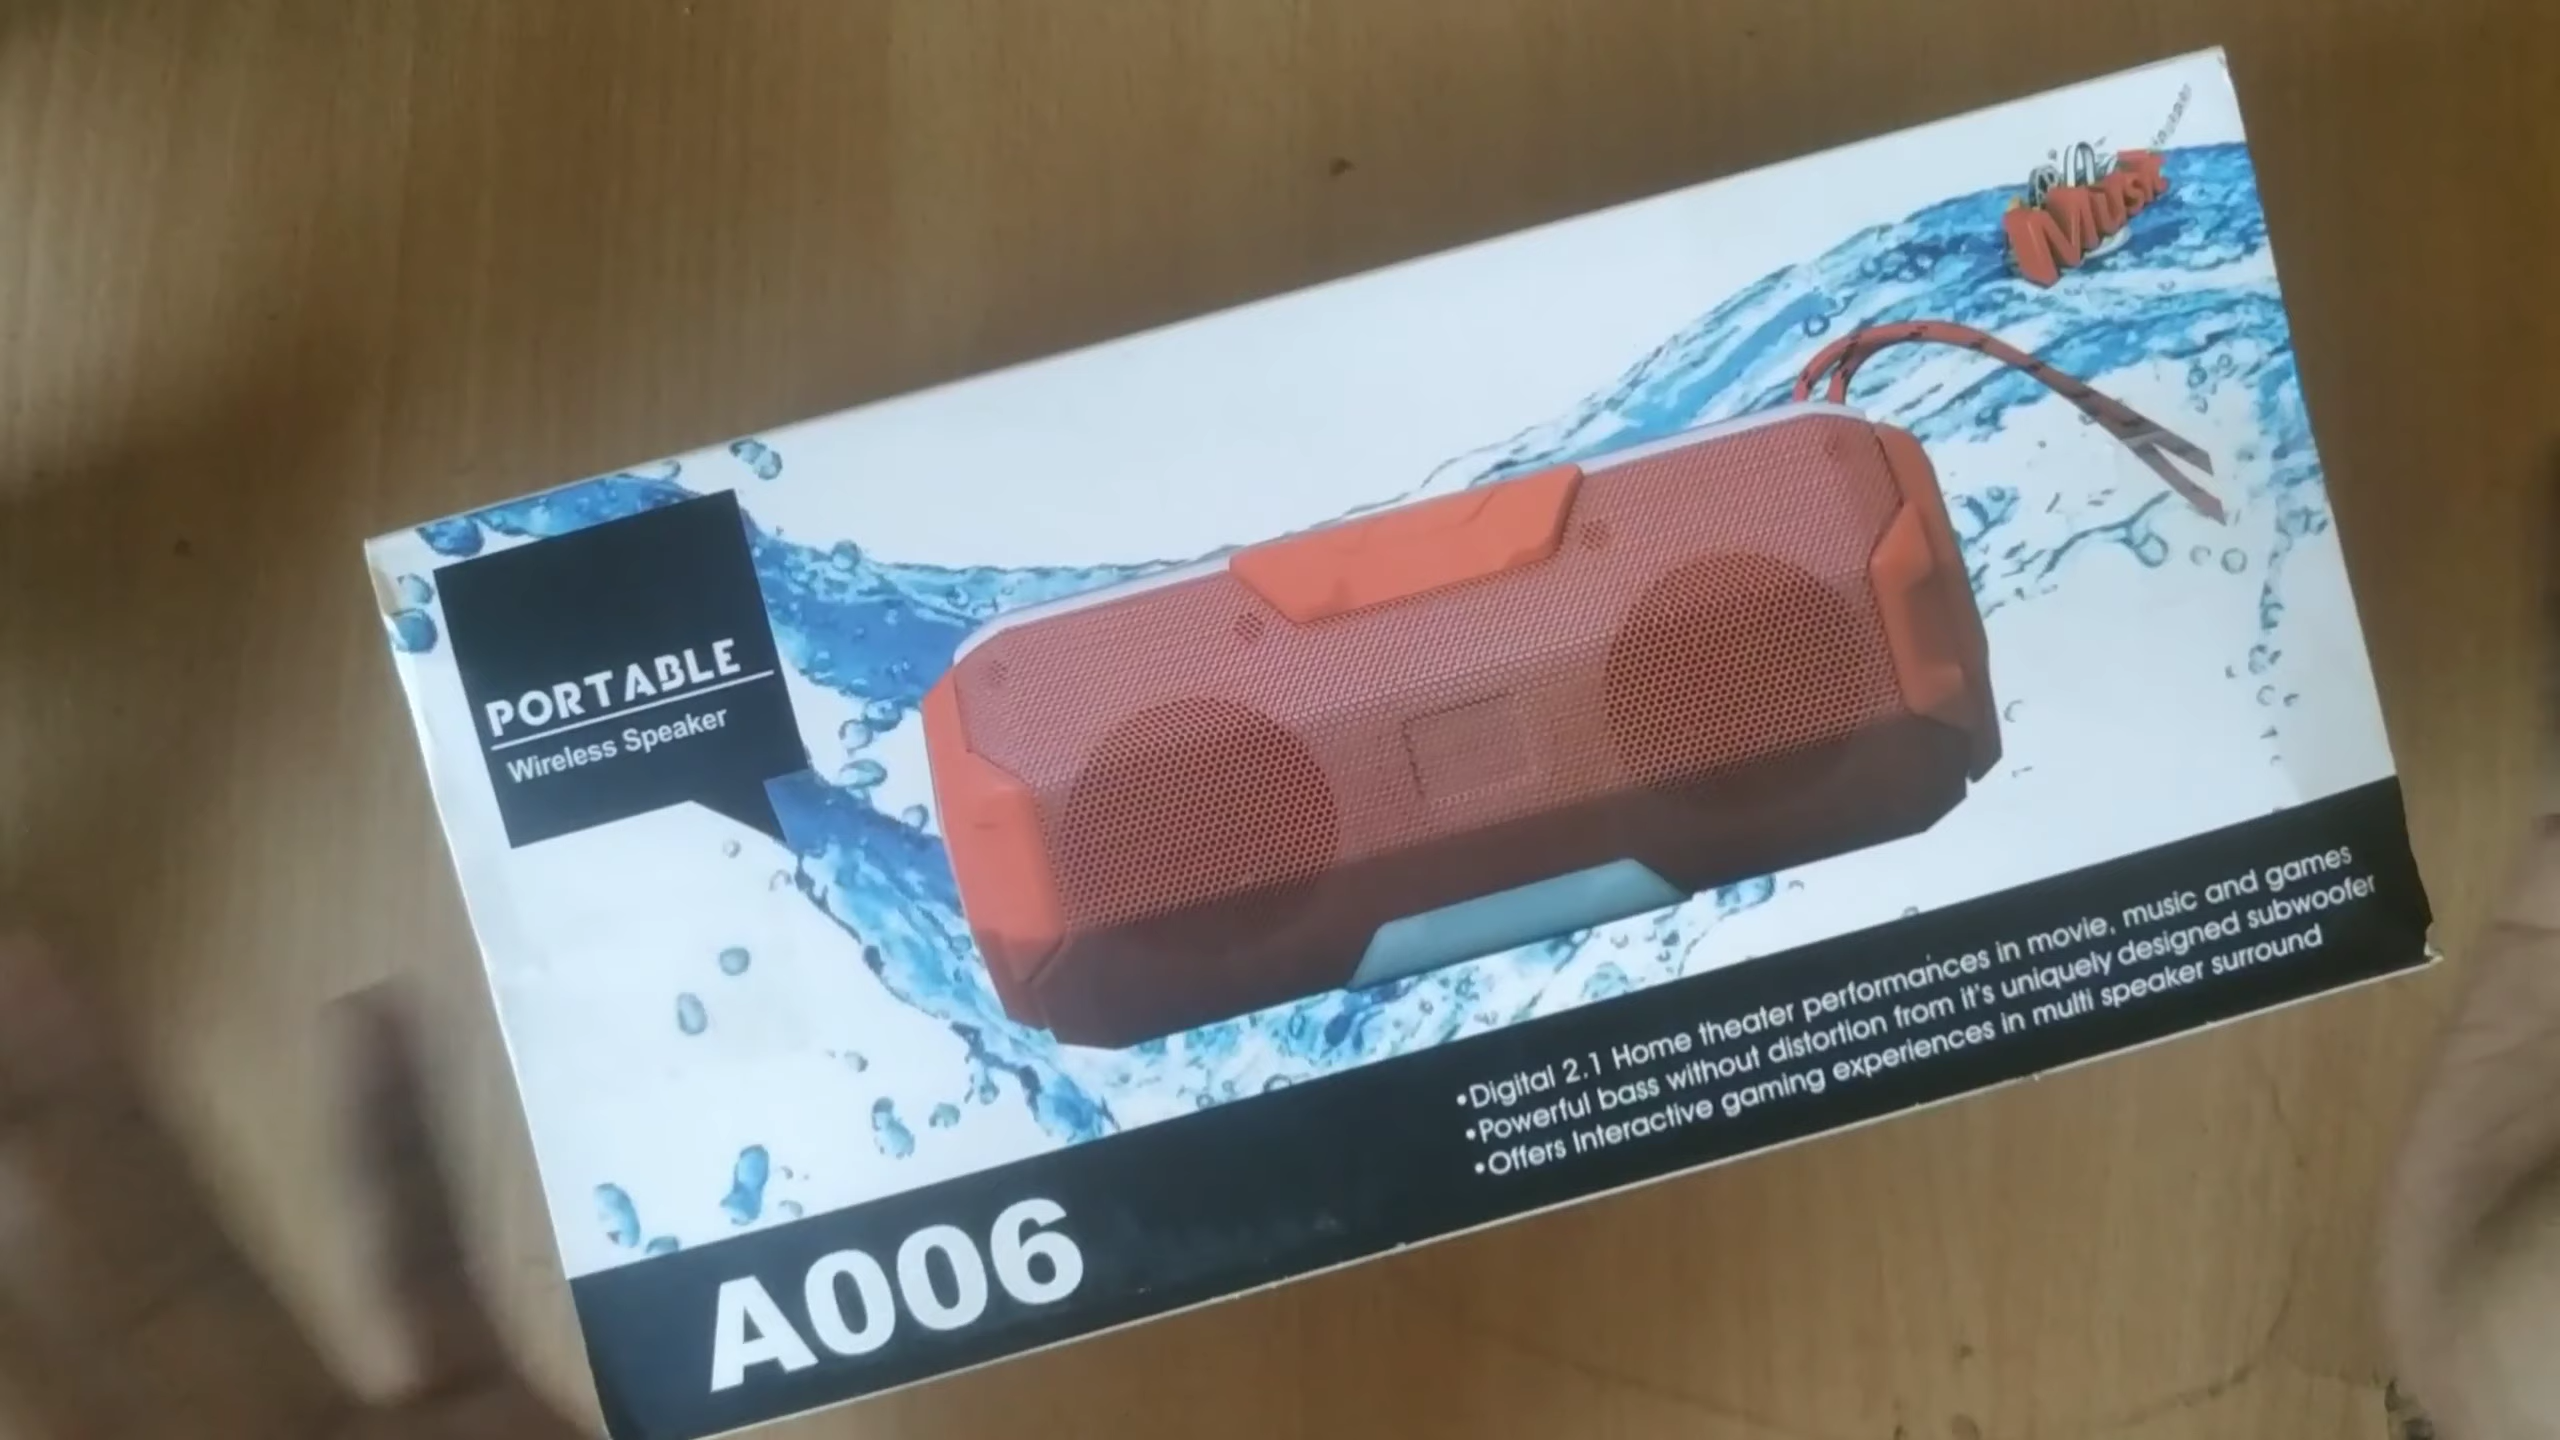 Musik
PORTABLE
Wireless Speaker
•Digital 2.1 Home theater performances in movie, music and games
•Powerful bass without distortion from it's uniquely designed subwoofer
•Offers Interactive gaming experiences in multi speaker surround
A006